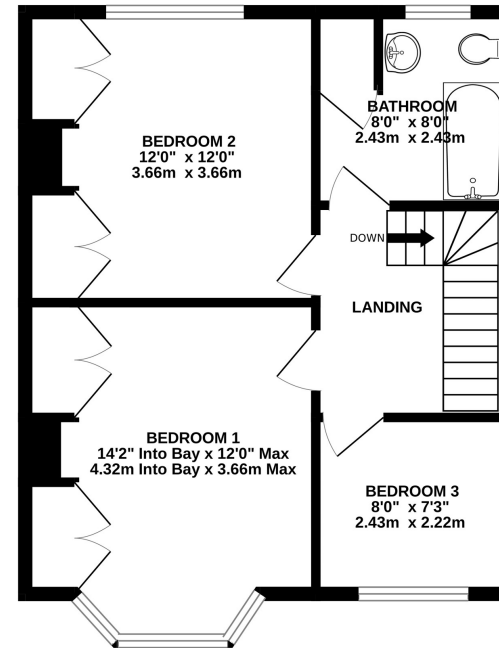 BEDROOM 2
12'0" x 12'0"
3.66m x 3.66m
BATHROOM
8'0" x 8'0"
2.43m x 2.43m
DOWN
LANDING
BEDROOM 1
14'2" Into Bay x 12'0" Max
4.32m Into Bay x 3.66m Max
BEDROOM 3
8'0" x 7'3"
2.43m x 2.22m